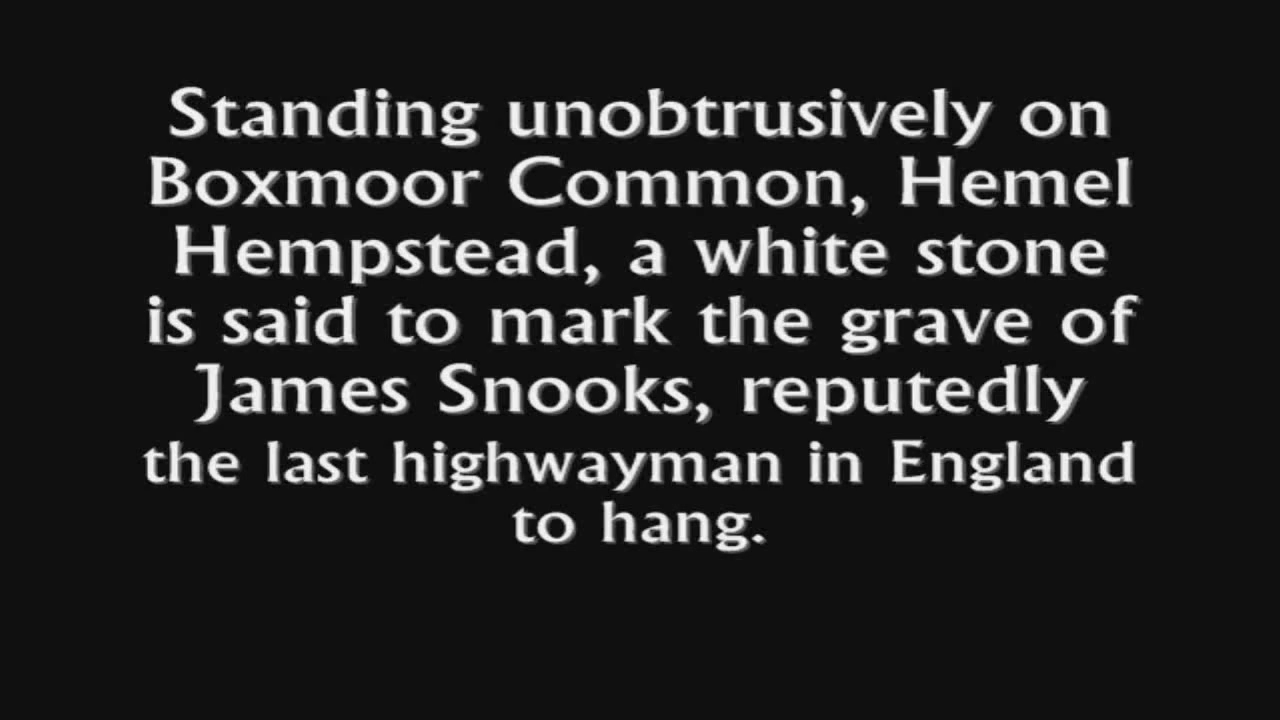 Standing unobtrusively on
Boxmoor Common, Hemel
Hempstead, a white stone
is said to mark the grave of
James Snooks, reputedly
the last highwayman in England
to hang.